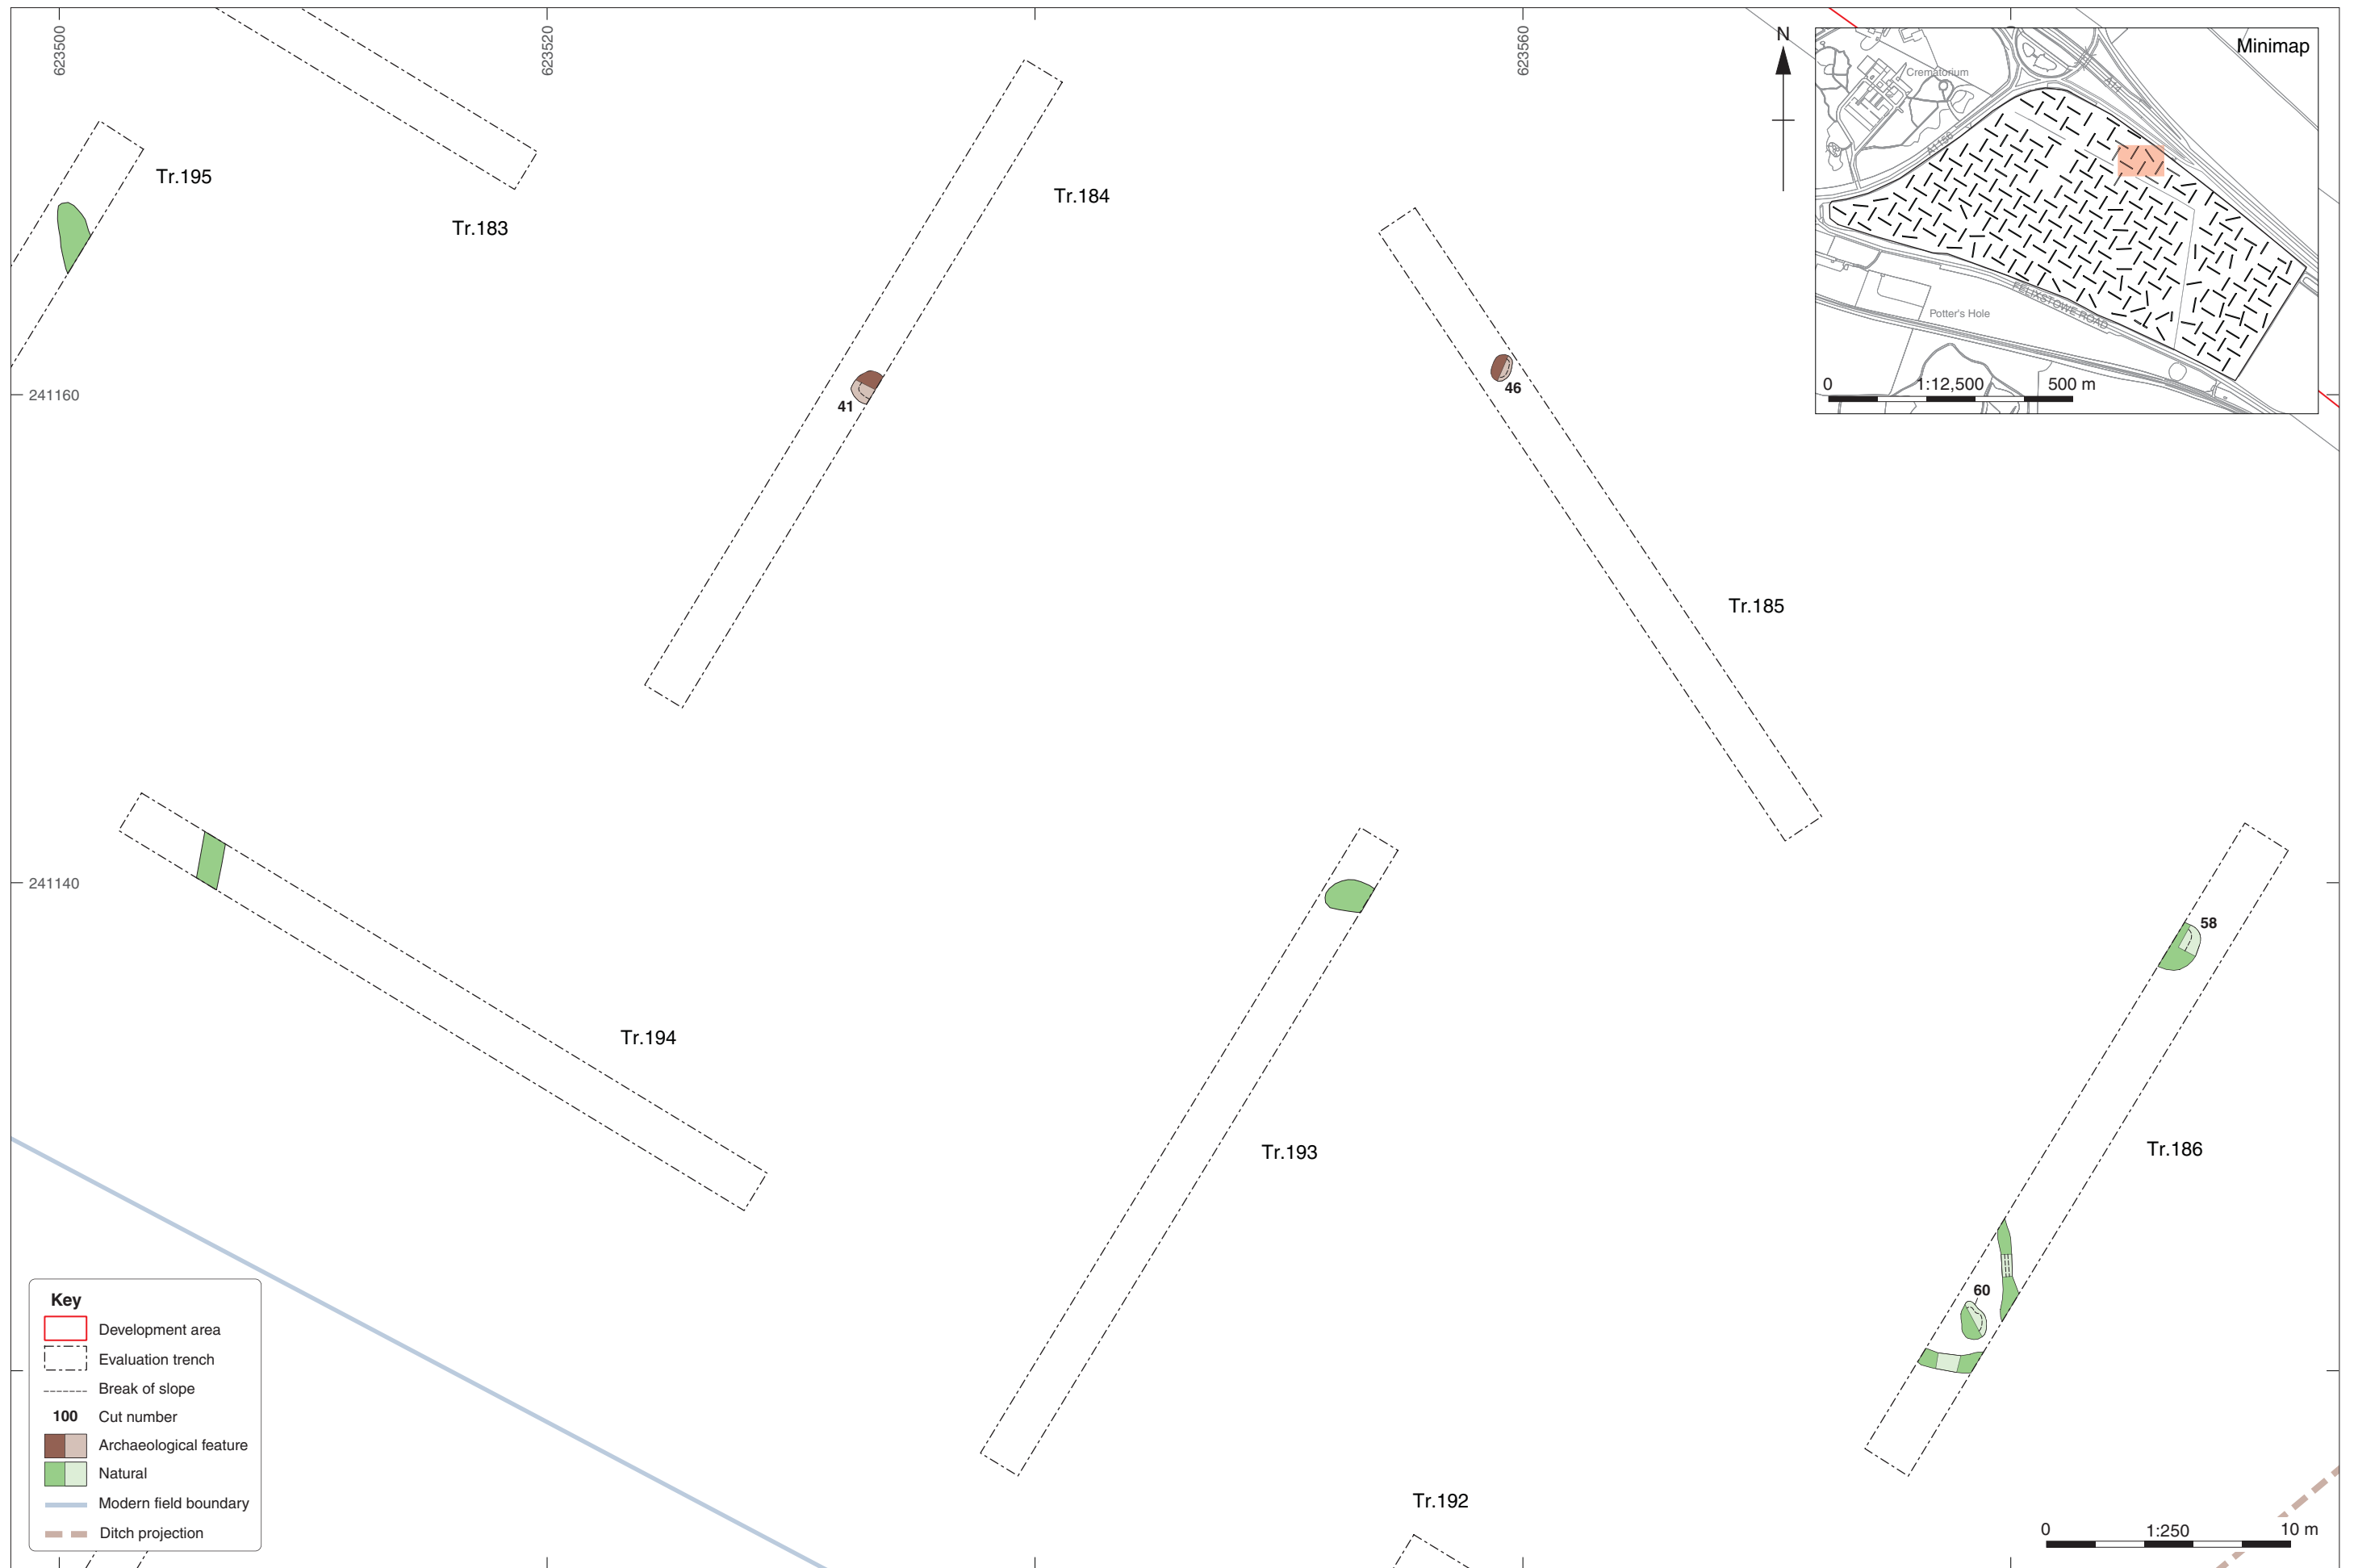 623500
623520
623560
N
Minimap
Crematorium
A14
A1156
FELIXSTOWE ROAD
Potter's Hole
0 1:12,500 500 m
Tr.195
Tr.183
Tr.184
241160
41
46
Tr.185
241140
58
Tr.194
Tr.193
Tr.186
60
Key
Development area
Evaluation trench
Break of slope
100 Cut number
Archaeological feature
Natural
Modern field boundary
Ditch projection
Tr.192
0 1:250 10 m